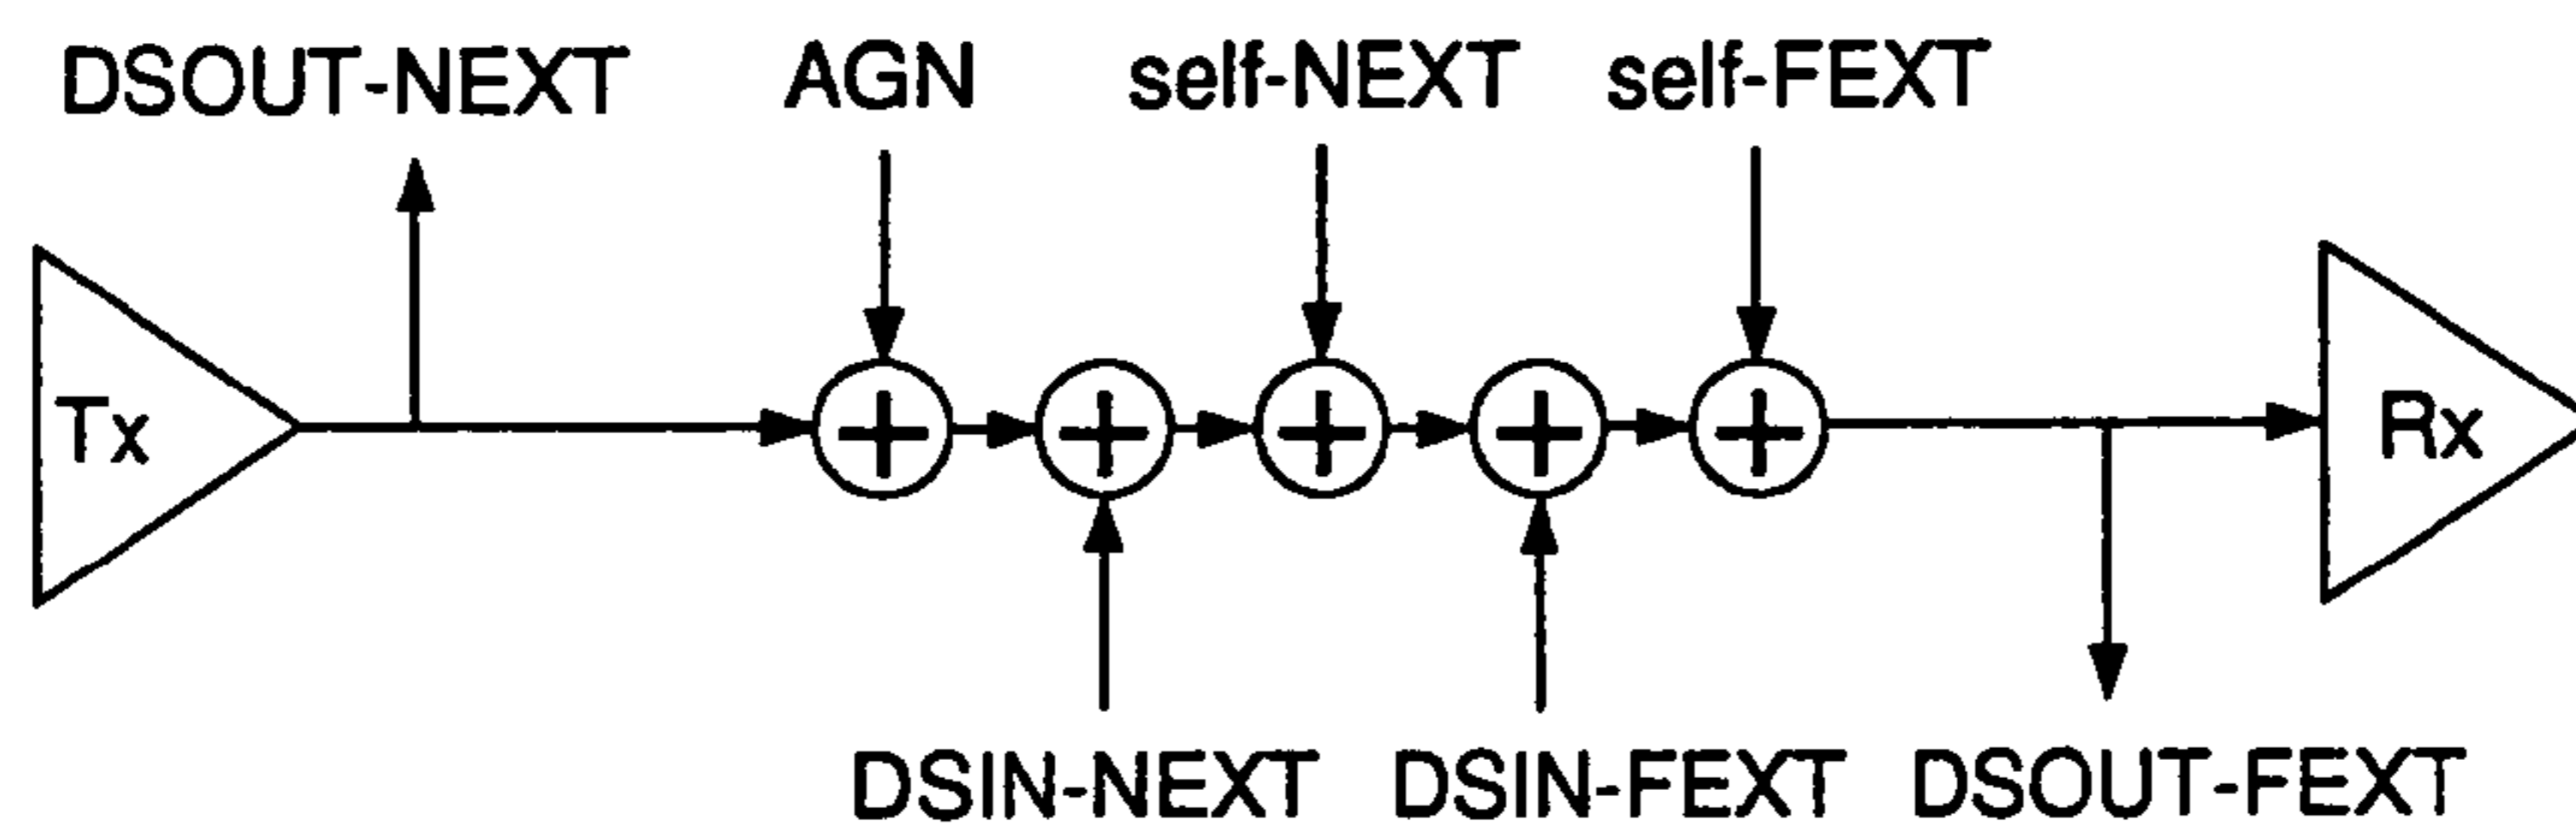 DSOUT-NEXT
AGN
self-NEXT
self-FEXT
Tx
Rx
DSIN-NEXT
DSIN-FEXT
DSOUT-FEXT